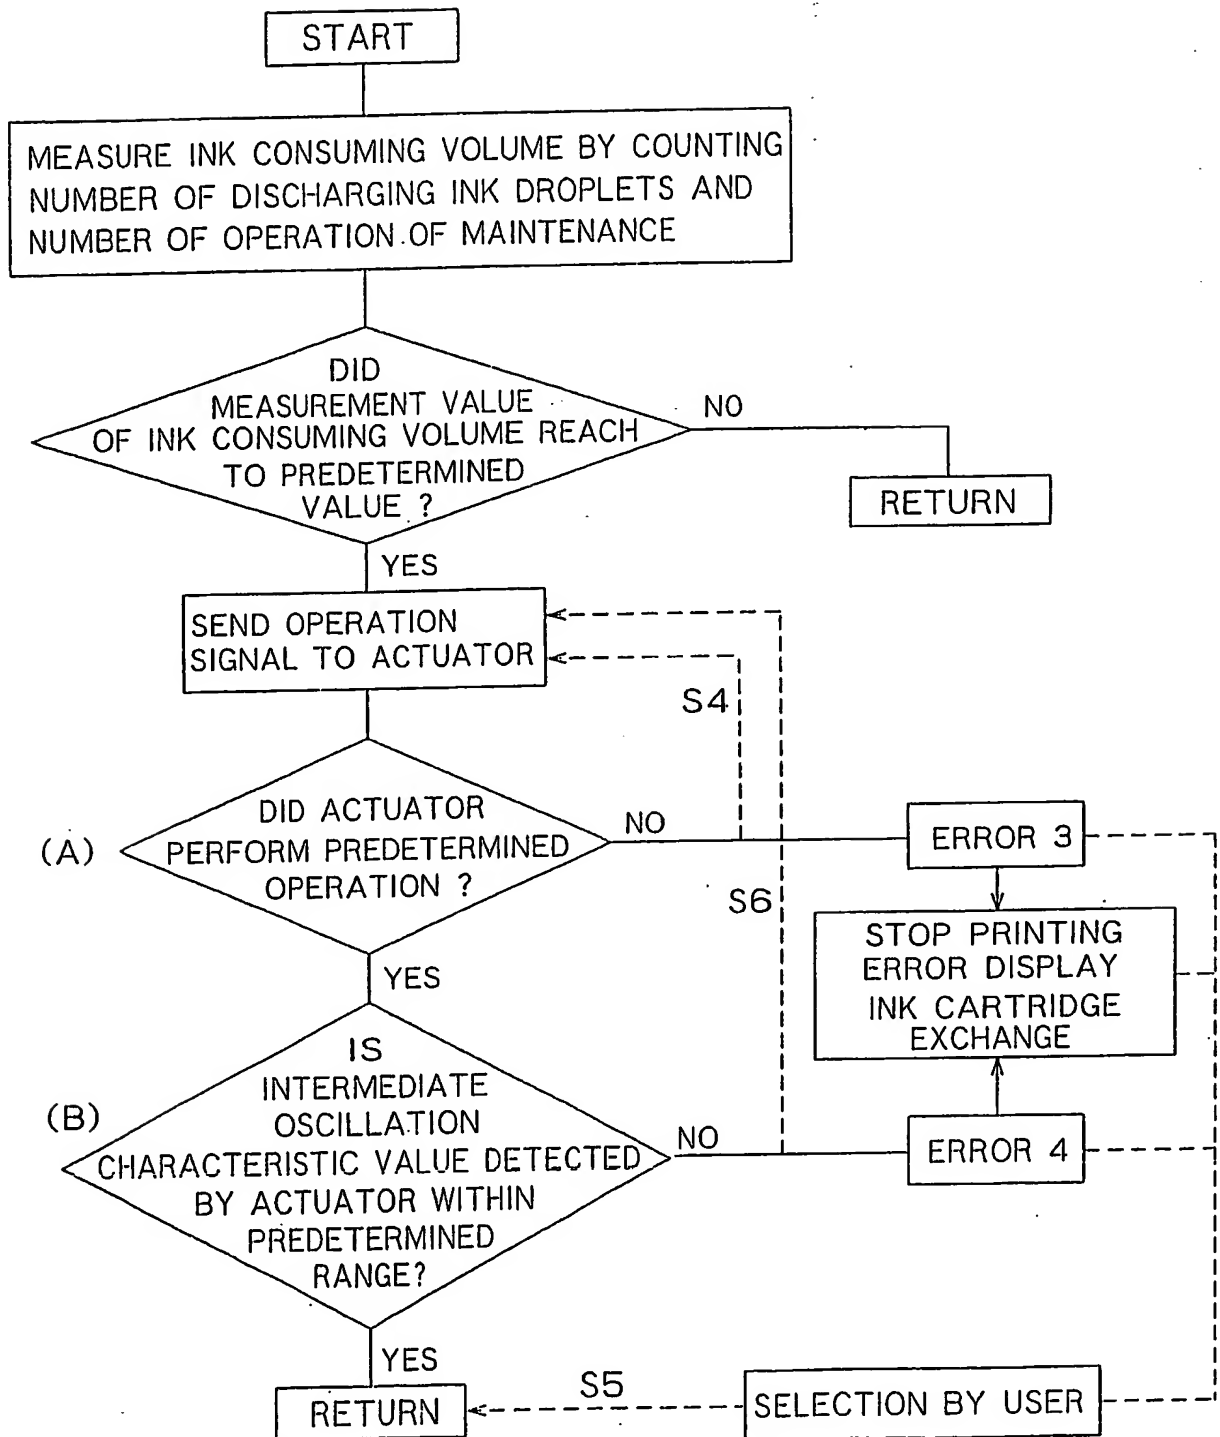 START
MEASURE INK CONSUMING VOLUME BY COUNTING
NUMBER OF DISCHARGING INK DROPLETS AND
NUMBER OF OPERATION OF MAINTENANCE
DID
MEASUREMENT VALUE
OF INK CONSUMING VOLUME REACH
TO PREDETERMINED
VALUE ?
NO
RETURN
YES
SEND OPERATION
SIGNAL TO ACTUATOR
S4
(A)
DID ACTUATOR
PERFORM PREDETERMINED
OPERATION ?
NO
ERROR 3
S6
STOP PRINTING
ERROR DISPLAY
INK CARTRIDGE
EXCHANGE
YES
(B)
IS
INTERMEDIATE
OSCILLATION
CHARACTERISTIC VALUE DETECTED
BY ACTUATOR WITHIN
PREDETERMINED
RANGE?
NO
ERROR 4
YES
RETURN
S5
SELECTION BY USER